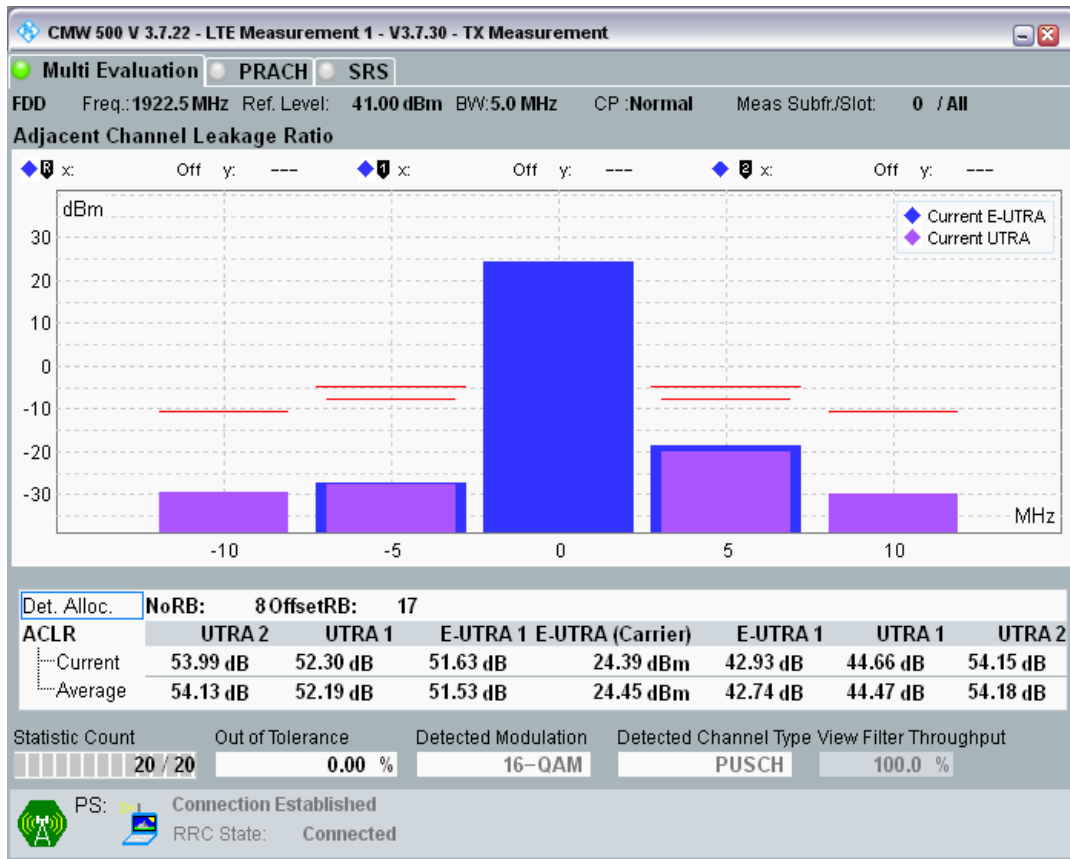 CMW 500 V 3.7.22 - LTE Measurement 1 - V3.7.30 - TX Measurement
Multi Evaluation PRACH SRS
FDD Freq.: 1922.5 MHz Ref. Level: 41.00 dBm BW: 5.0 MHz CP : Normal Meas Subfr./Slot: 0 / All
Adjacent Channel Leakage Ratio
R x: Off y: --- 1 x: Off y: --- 2 x: Off y: ---
dBm
Current E-UTRA
Current UTRA
30
20
10
0
-10
-20
-30
MHz
-10 -5 0 5 10
Det. Alloc. NoRB: 8 OffsetRB: 17
ACLR UTRA 2 UTRA 1 E-UTRA 1 E-UTRA (Carrier) E-UTRA 1 UTRA 1 UTRA 2
Current 53.99 dB 52.30 dB 51.63 dB 24.39 dBm 42.93 dB 44.66 dB 54.15 dB
Average 54.13 dB 52.19 dB 51.53 dB 24.45 dBm 42.74 dB 44.47 dB 54.18 dB
Statistic Count Out of Tolerance Detected Modulation Detected Channel Type View Filter Throughput
20 / 20 0.00 % 16-QAM PUSCH 100.0 %
PS: Connection Established
RRC State: Connected